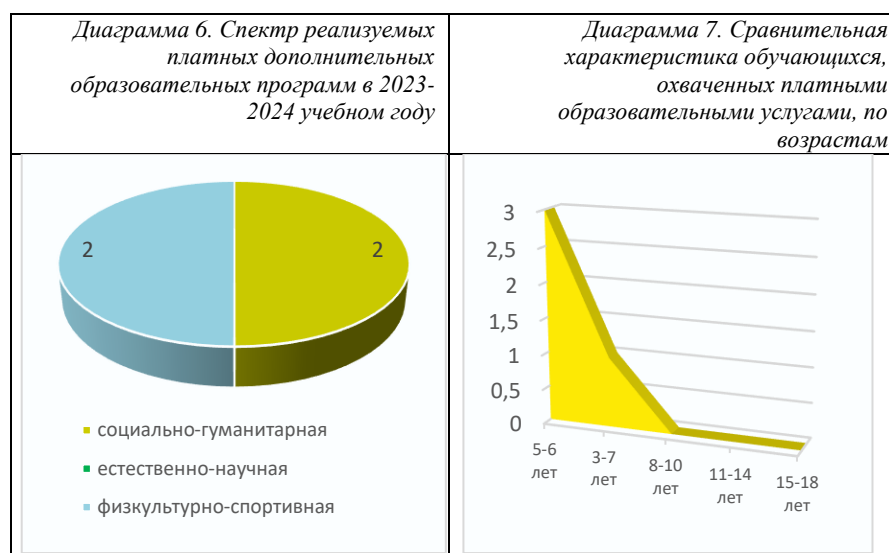 Диаграмма 6. Спектр реализуемых
платных дополнительных
образовательных программ в 2023-
2024 учебном году
Диаграмма 7. Сравнительная
характеристика обучающихся,
охваченных платными
образовательными услугами, по
возрастам
2
2
социально-гуманитарная
естественно-научная
физкультурно-спортивная
3
2,5
2
1,5
1
0,5
0
5-6
лет
3-7
лет
8-10
лет
11-14
лет
15-18
лет